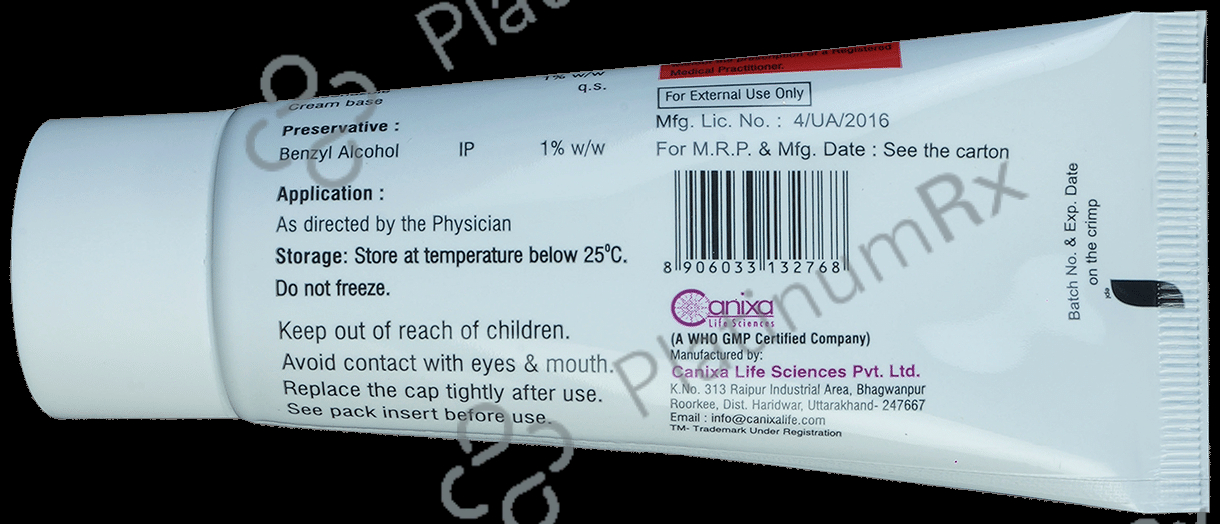 1% w/w
q.s.
Cream base
Preservative :
Benzyl Alcohol IP 1% w/w
Application :
As directed by the Physician
Storage: Store at temperature below 25⁰C.
Do not freeze.
Keep out of reach of children.
Avoid contact with eyes & mouth.
Replace the cap tightly after use.
See pack insert before use.
prescription of a Registered
Medical Practitioner.
For External Use Only
Mfg. Lic. No. : 4/UA/2016
For M.R.P. & Mfg. Date : See the carton
8 906033 132768
Canixa
Life Sciences
(A WHO GMP Certified Company)
Manufactured by:
Canixa Life Sciences Pvt. Ltd.
K.No. 313 Raipur Industrial Area, Bhagwanpur
Roorkee, Dist. Haridwar, Uttarakhand- 247667
Email : info@canixalife.com
TM- Trademark Under Registration
Batch No. & Exp. Date
on the crimp
Platinum
PlatinumRx